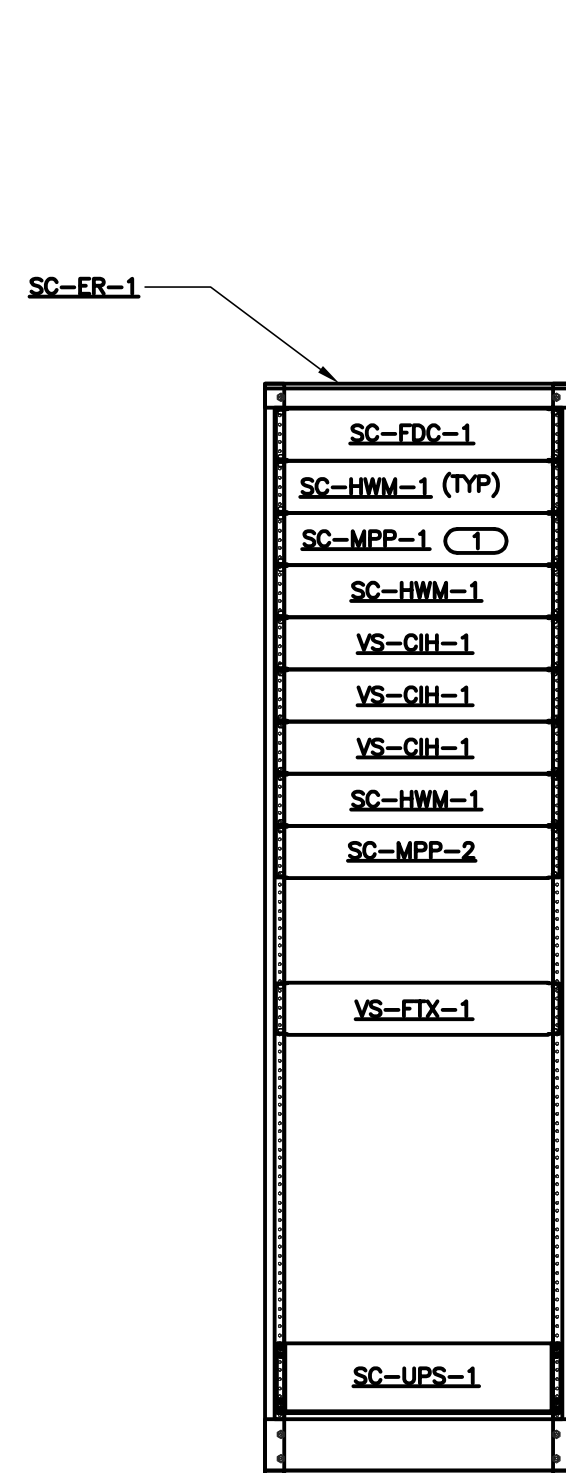 SC-ER-1
SC-FDC-1
SC-HWM-1 (TYP)
SC-MPP-1 1
SC-HWM-1
VS-CIH-1
VS-CIH-1
VS-CIH-1
SC-HWM-1
SC-MPP-2
VS-FTX-1
SC-UPS-1